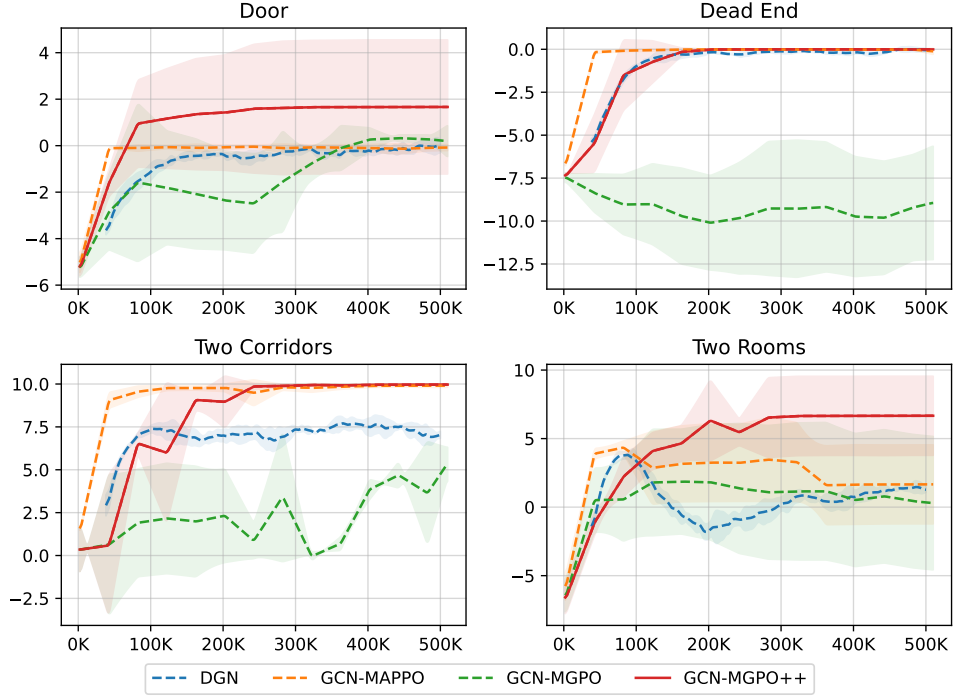 Door
4
2
0
−2
−4
−6
0K 100K 200K 300K 400K 500K
Dead End
0.0
−2.5
−5.0
−7.5
−10.0
−12.5
0K 100K 200K 300K 400K 500K
Two Corridors
10.0
7.5
5.0
2.5
0.0
−2.5
0K 100K 200K 300K 400K 500K
Two Rooms
10
5
0
−5
0K 100K 200K 300K 400K 500K
DGN GCN-MAPPO GCN-MGPO GCN-MGPO++